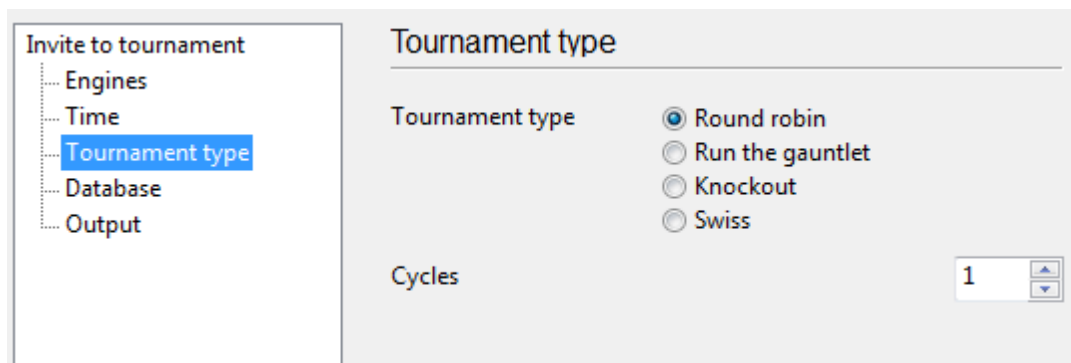 Invite to tournament
Engines
Time
Tournament type
Database
Output
Tournament type
Tournament type
Round robin
Run the gauntlet
Knockout
Swiss
Cycles
1